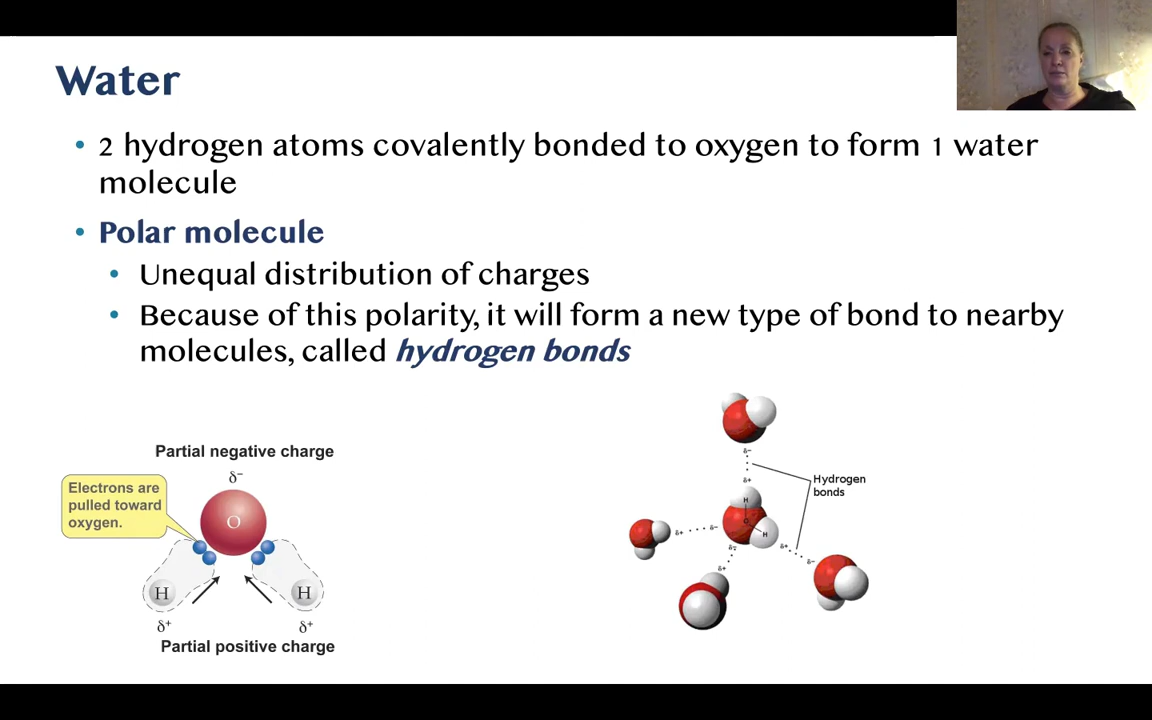 Water
• 2 hydrogen atoms covalently bonded to oxygen to form 1 water
molecule
• Polar molecule
• Unequal distribution of charges
• Because of this polarity, it will form a new type of bond to nearby
molecules, called hydrogen bonds
Partial negative charge
δ⁻
Electrons are
pulled toward
oxygen.
O
H
H
δ⁺
δ⁺
Partial positive charge
δ⁻
δ⁺
Hydrogen
bonds
H
O
H
δ⁺
δ⁻
δ⁺
δ⁻
δ⁺